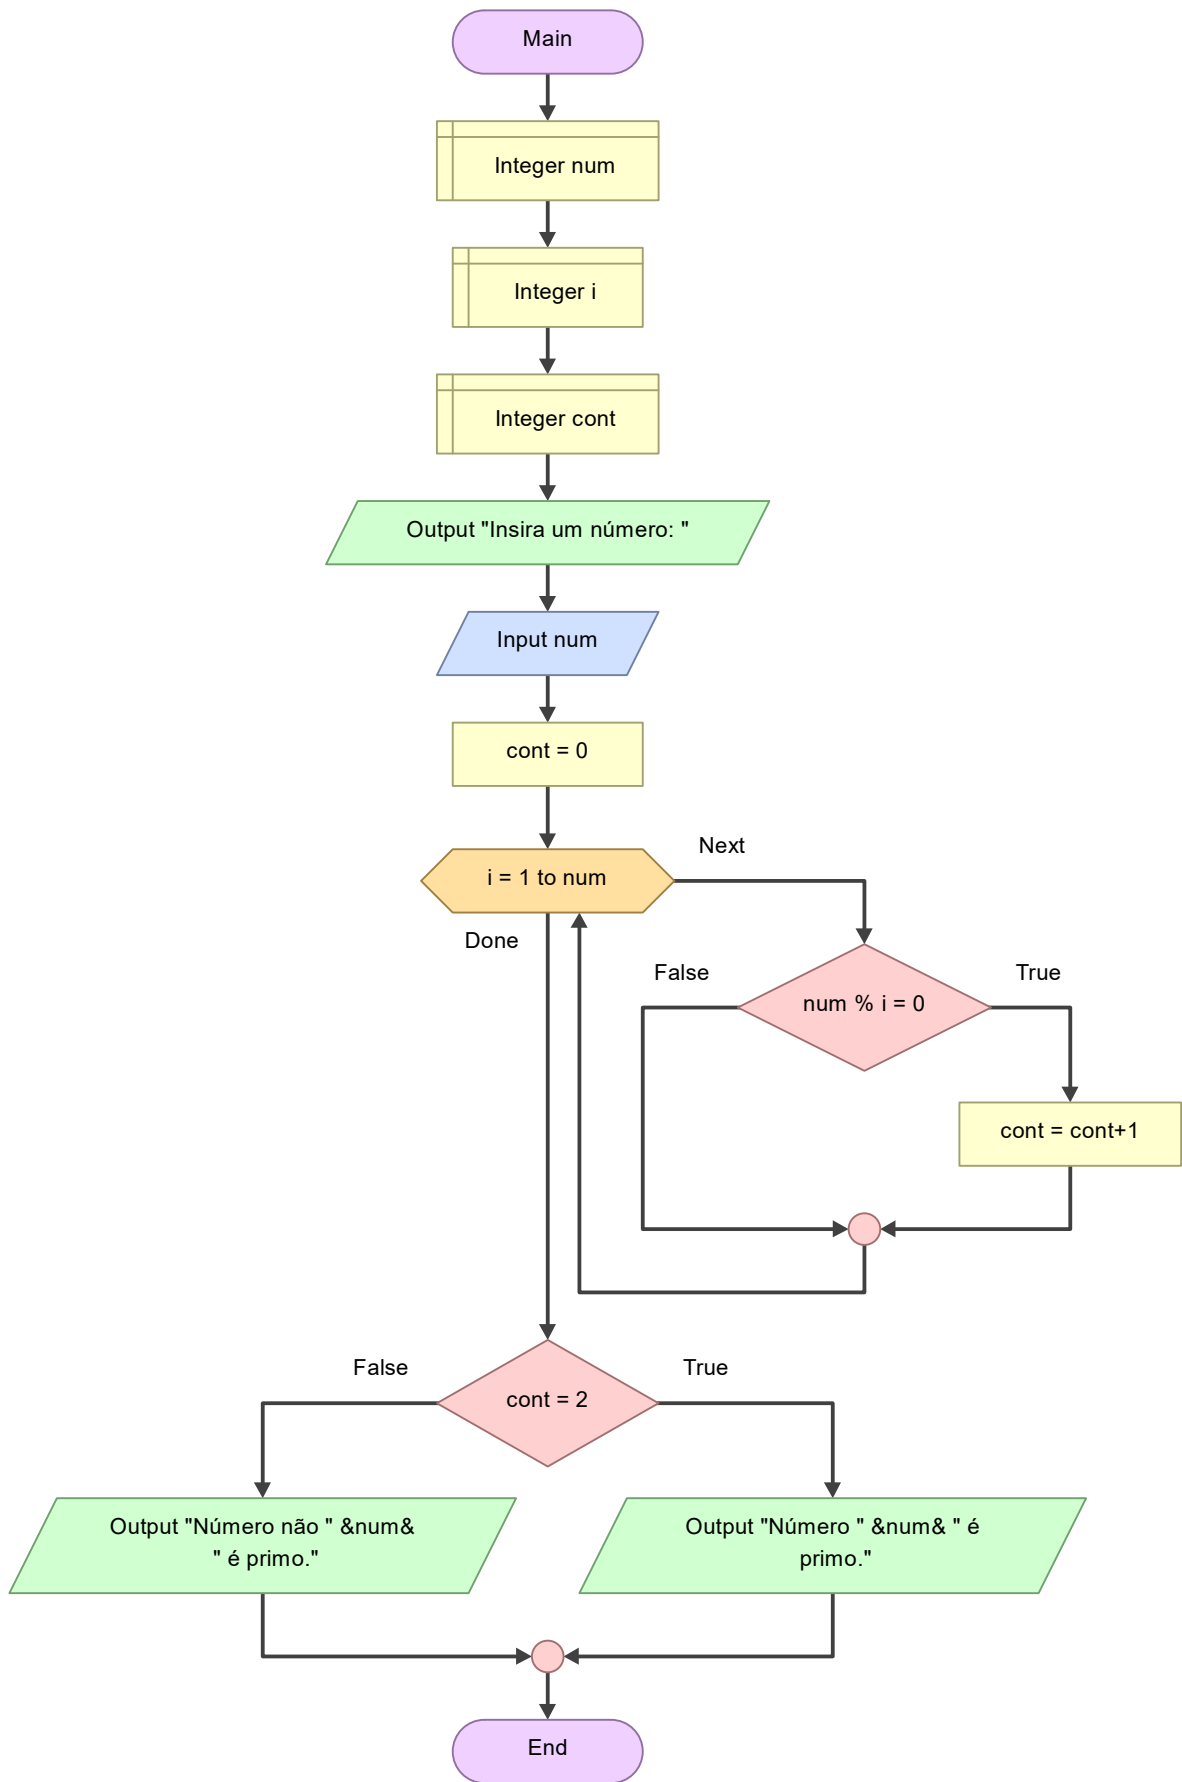 Main
Integer num
Integer i
Integer cont
Output "Insira um número: "
Input num
cont = 0
i = 1 to num
Next
Done
False
True
num % i = 0
cont = cont+1
False
True
cont = 2
Output "Número não " &num&
" é primo."
Output "Número " &num& " é
primo."
End